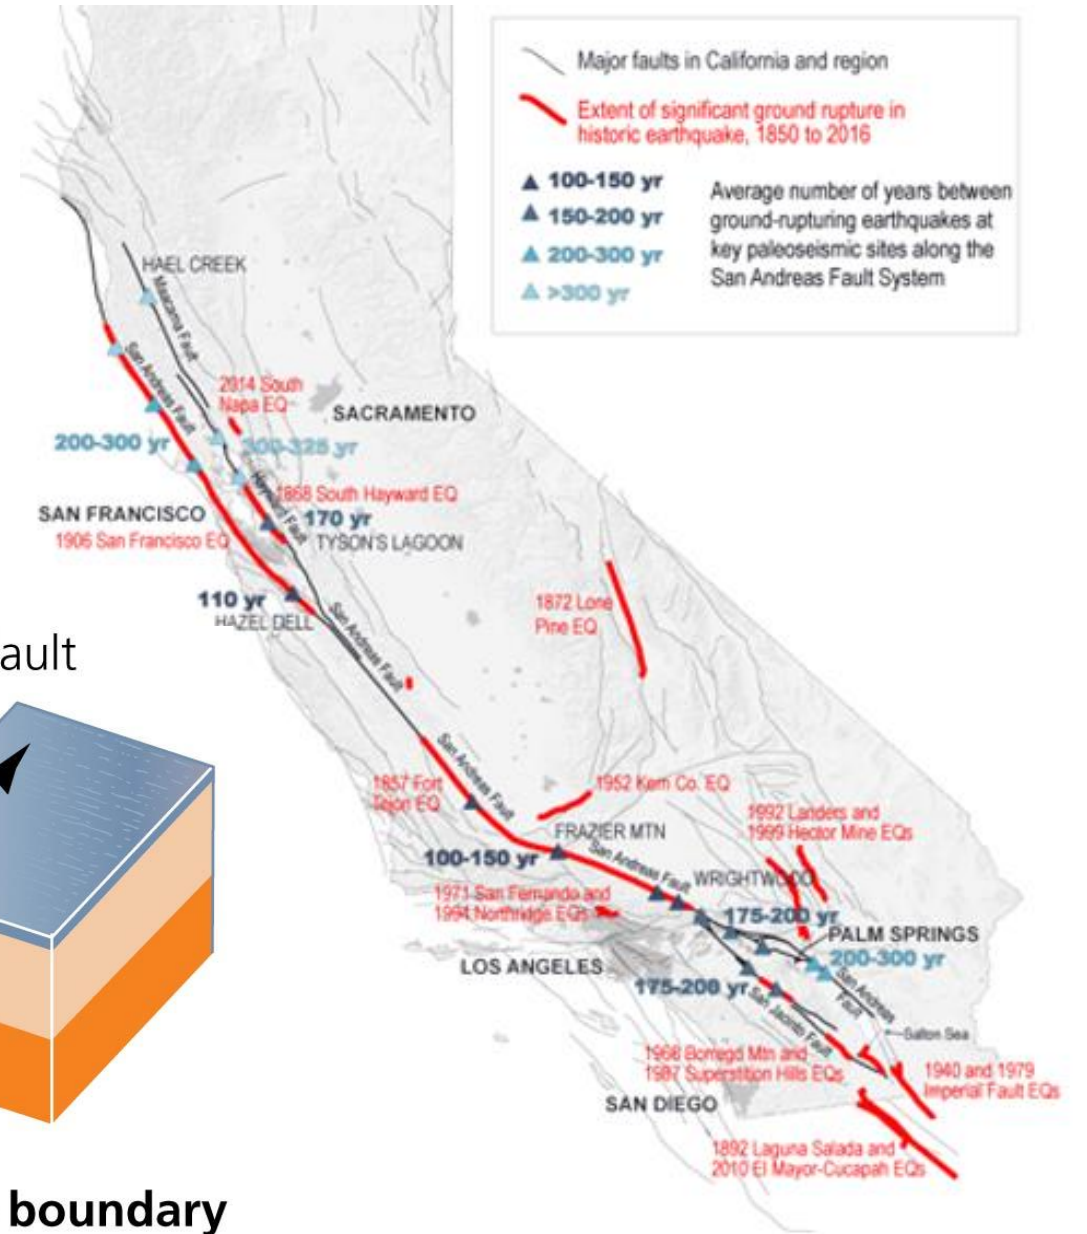 Major faults in California and region
Extent of significant ground rupture in
historic earthquake, 1850 to 2016
100-150 yr
150-200 yr
200-300 yr
>300 yr
Average number of years between
ground-rupturing earthquakes at
key paleoseismic sites along the
San Andreas Fault System
HAEL CREEK
Maacama Fault
San Andreas Fault
2014 South
Napa EQ
SACRAMENTO
200-300 yr
300-325 yr
Hayward Fault
1868 South Hayward EQ
SAN FRANCISCO
170 yr
1906 San Francisco EQ
TYSON'S LAGOON
110 yr
HAZEL DELL
San Andreas Fault
1872 Lone
Pine EQ
ault
San Andreas Fault
1857 Fort
Tejon EQ
1952 Kern Co. EQ
1992 Landers and
1999 Hector Mine EQs
FRAZIER MTN
100-150 yr
San Andreas Fault
WRIGHTWOOD
1971 San Fernando and
1994 Northridge EQs
175-200 yr
PALM SPRINGS
LOS ANGELES
200-300 yr
175-200 yr
San Andreas
Fault
San Jacinto Fault
Salton Sea
1968 Borrego Mtn and
1987 Superstition Hills EQs
1940 and 1979
Imperial Fault EQs
SAN DIEGO
1892 Laguna Salada and
2010 El Mayor-Cucapah EQs
boundary